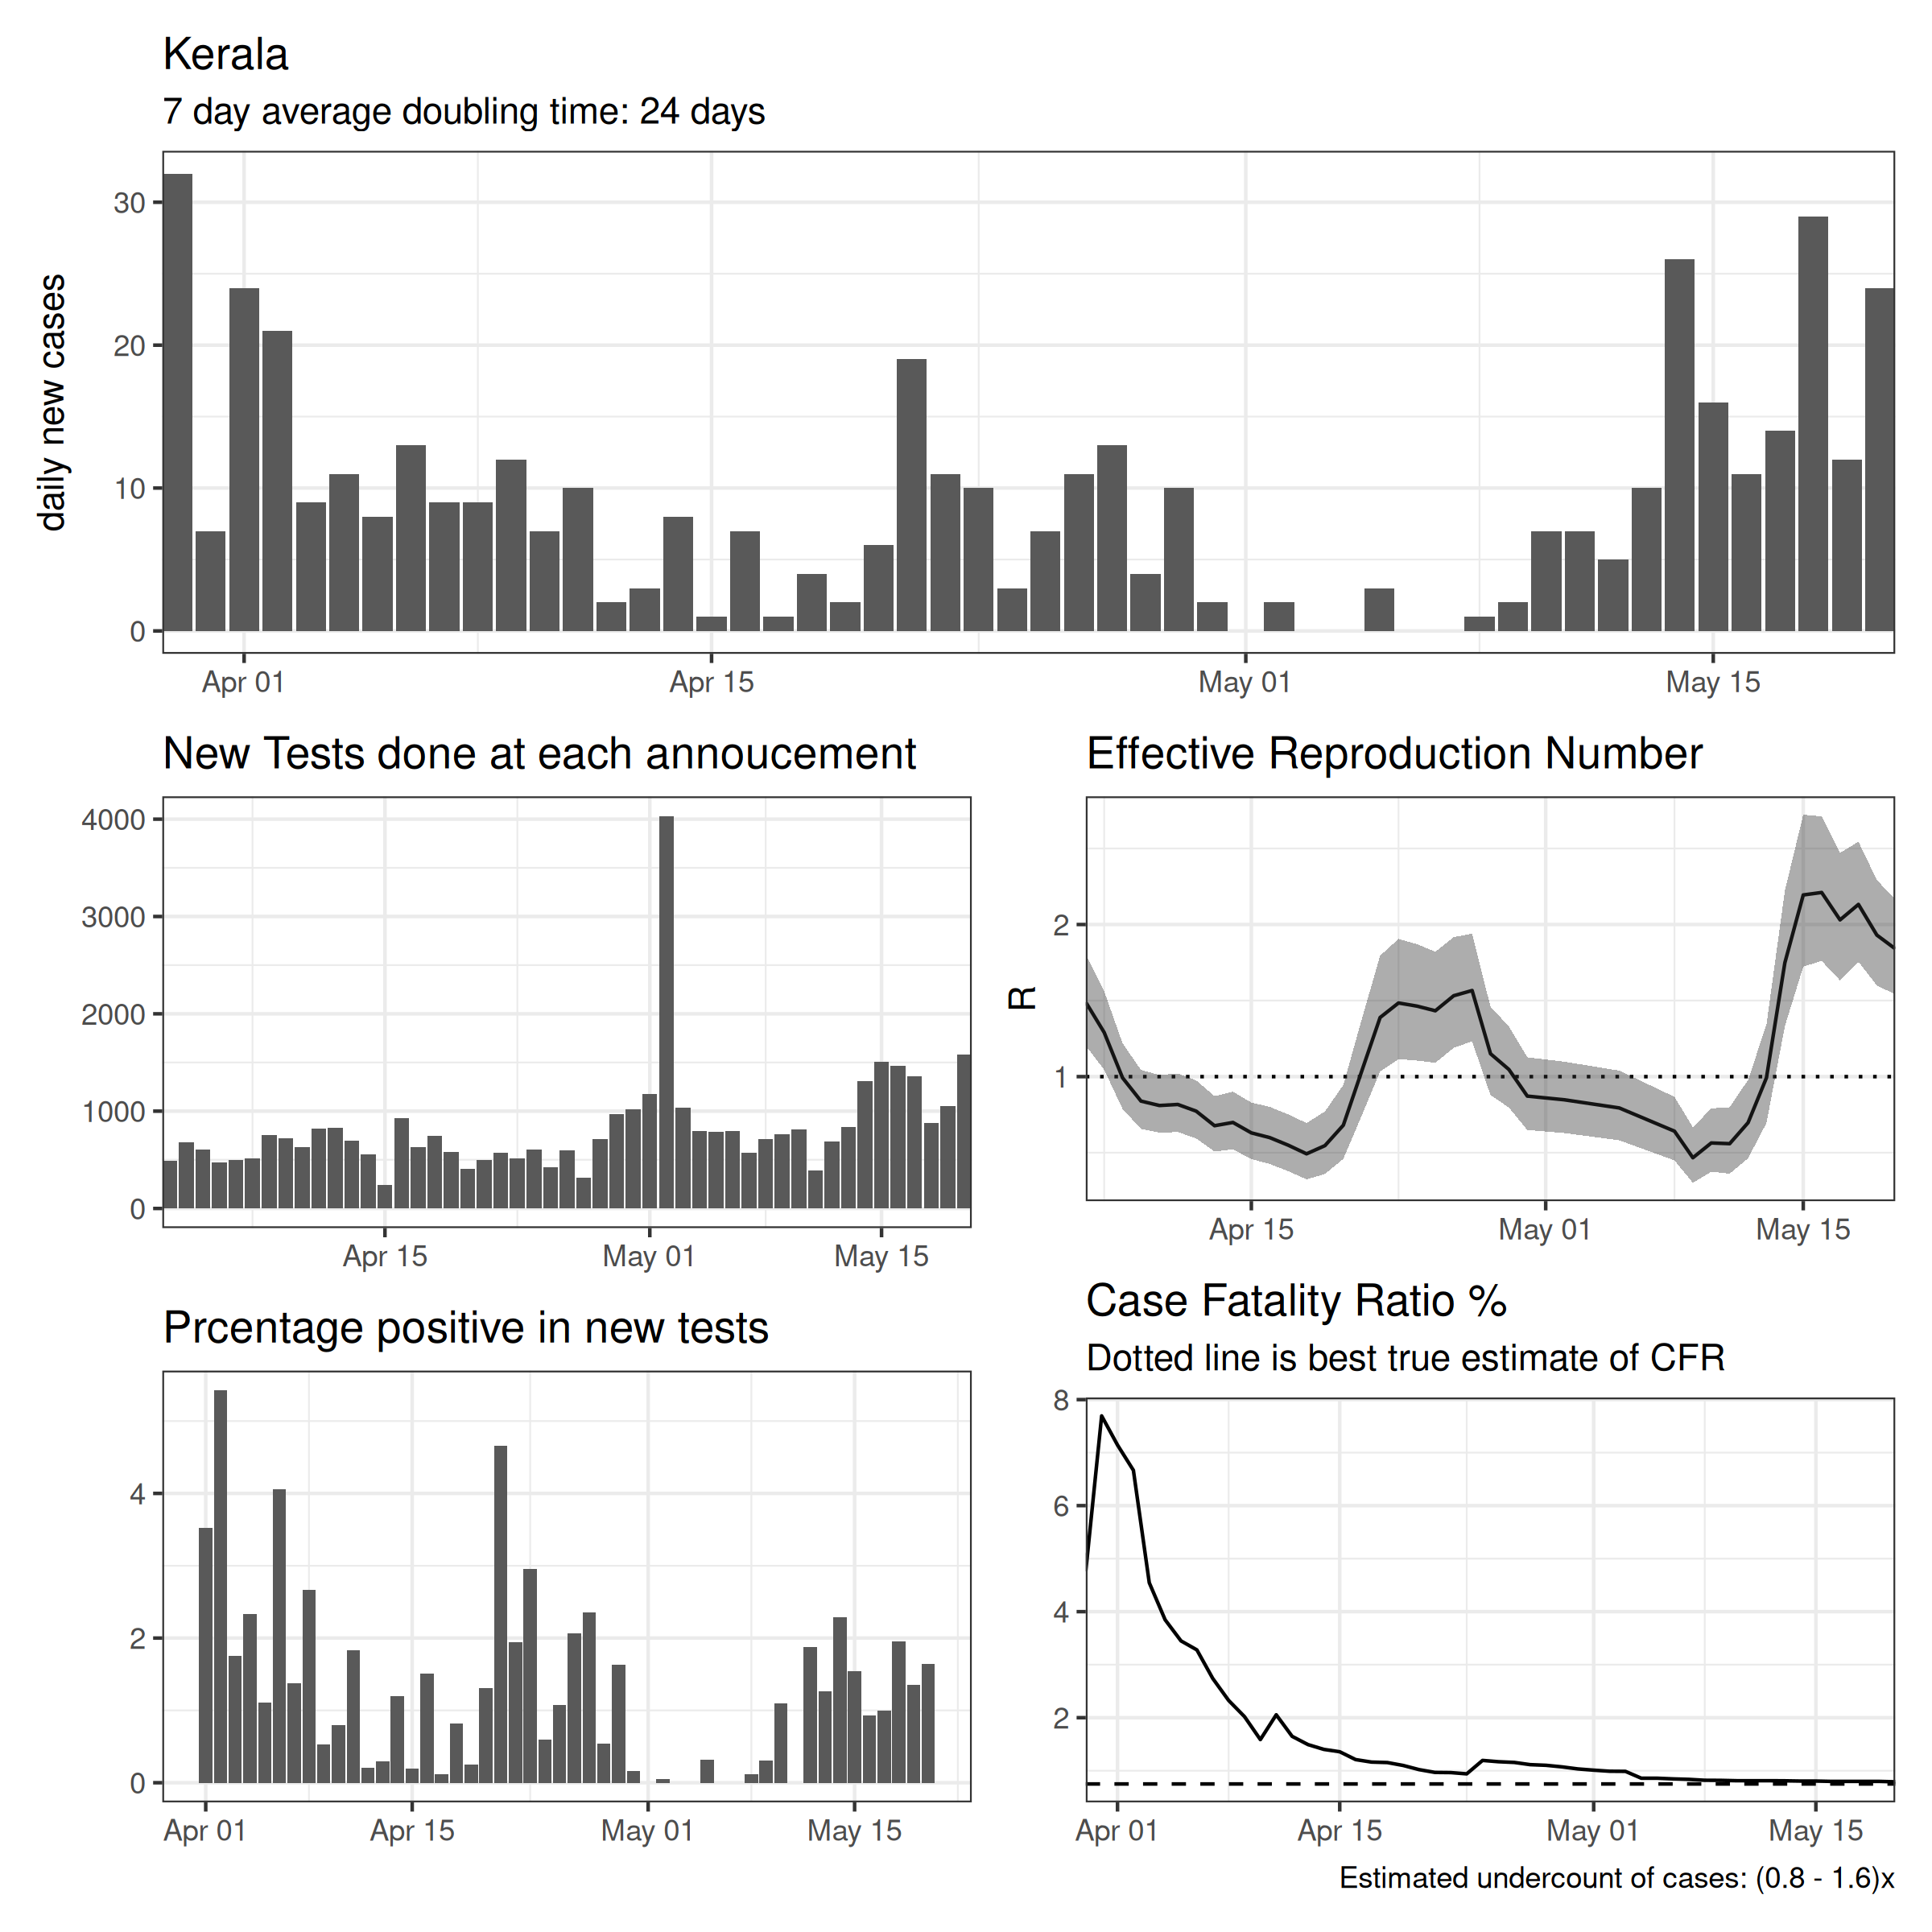 Kerala
7 day average doubling time: 24 days
daily new cases
30
20
10
0
Apr 01 Apr 15 May 01 May 15
New Tests done at each annoucement
4000
3000
2000
1000
0
Apr 15 May 01 May 15
Effective Reproduction Number
R
2
1
Apr 15 May 01 May 15
Prcentage positive in new tests
4
2
0
Apr 01 Apr 15 May 01 May 15
Case Fatality Ratio %
Dotted line is best true estimate of CFR
8
6
4
2
Apr 01 Apr 15 May 01 May 15
Estimated undercount of cases: (0.8 - 1.6)x